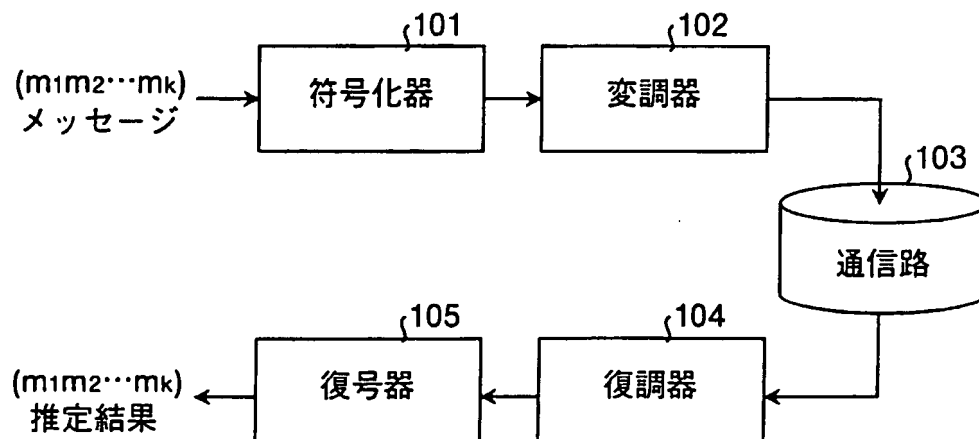 101
102
(m1m2…mk)
メッセージ
符号化器
変調器
103
通信路
105
104
(m1m2…mk)
推定結果
復号器
復調器